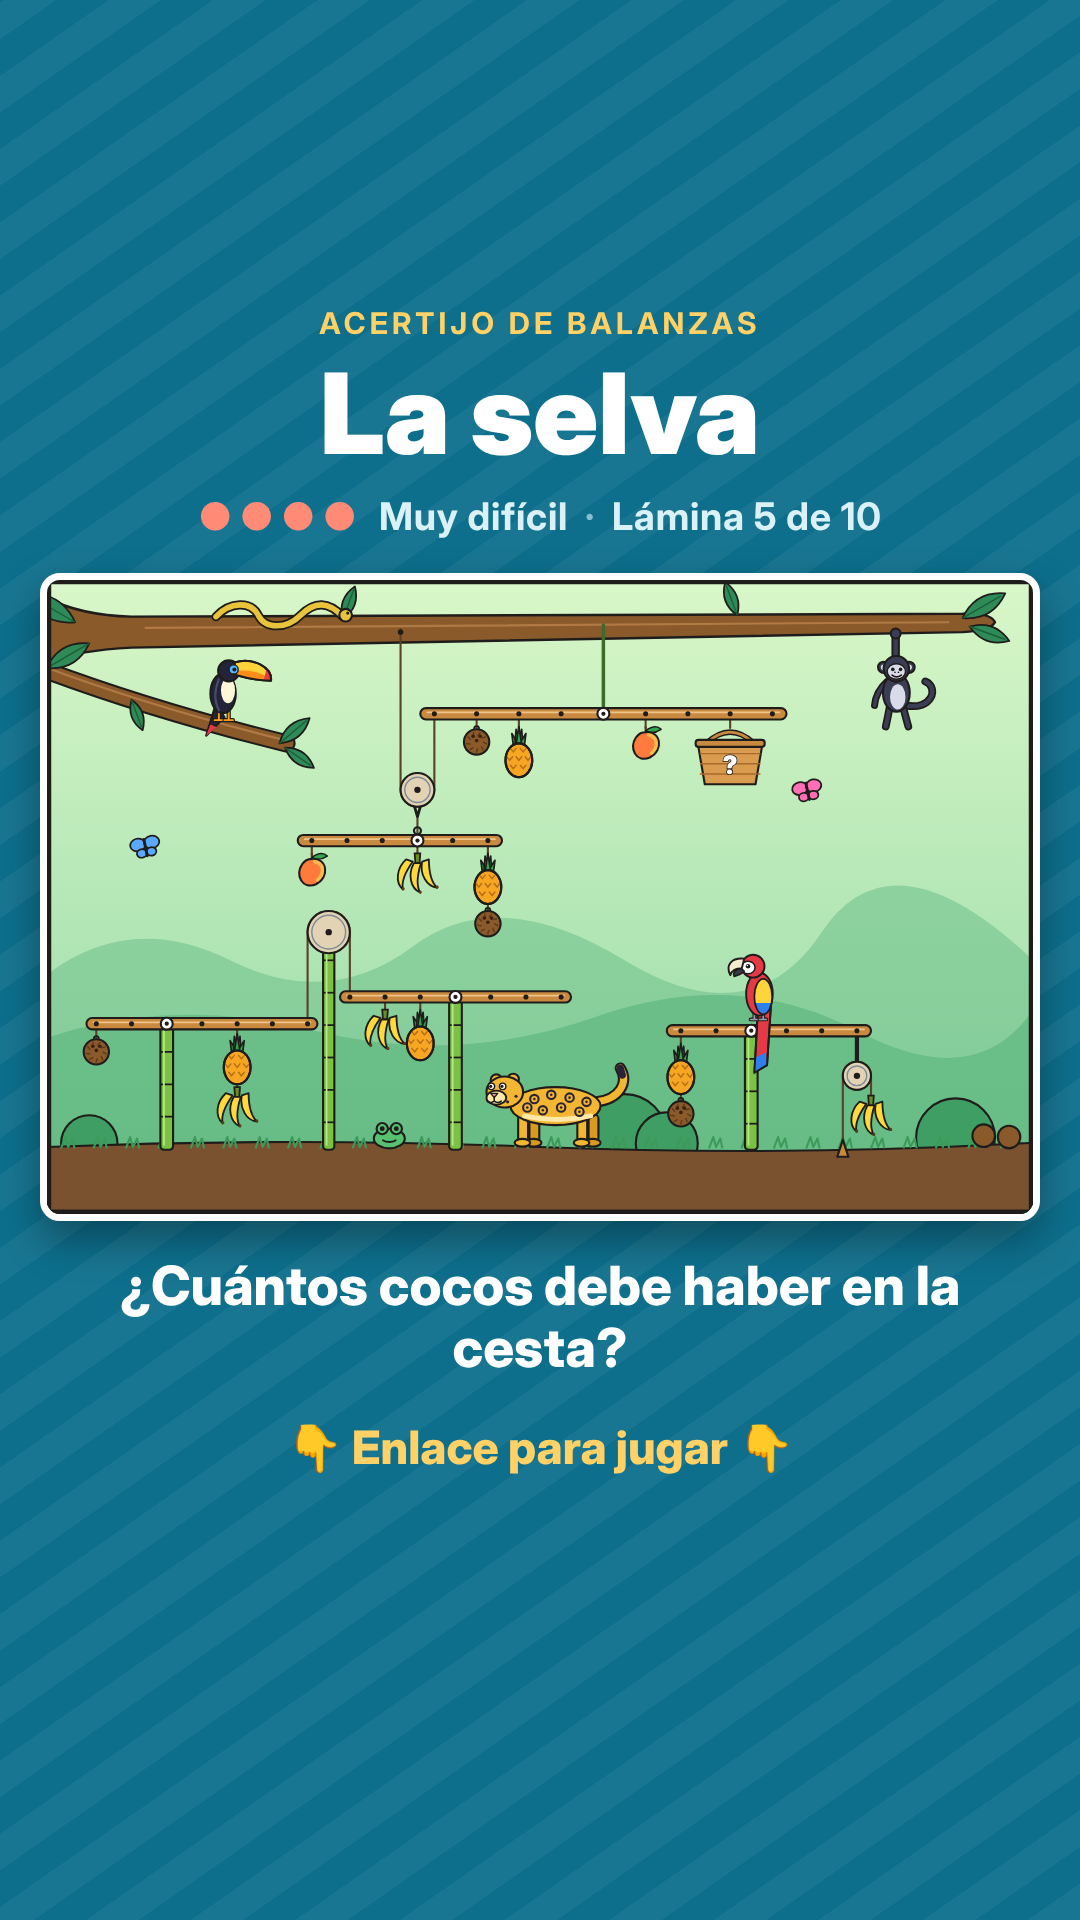 ACERTIJO DE BALANZAS
La selva
Muy difícil · Lámina 5 de 10
?
¿Cuántos cocos debe haber en la
cesta?
👇 Enlace para jugar 👇